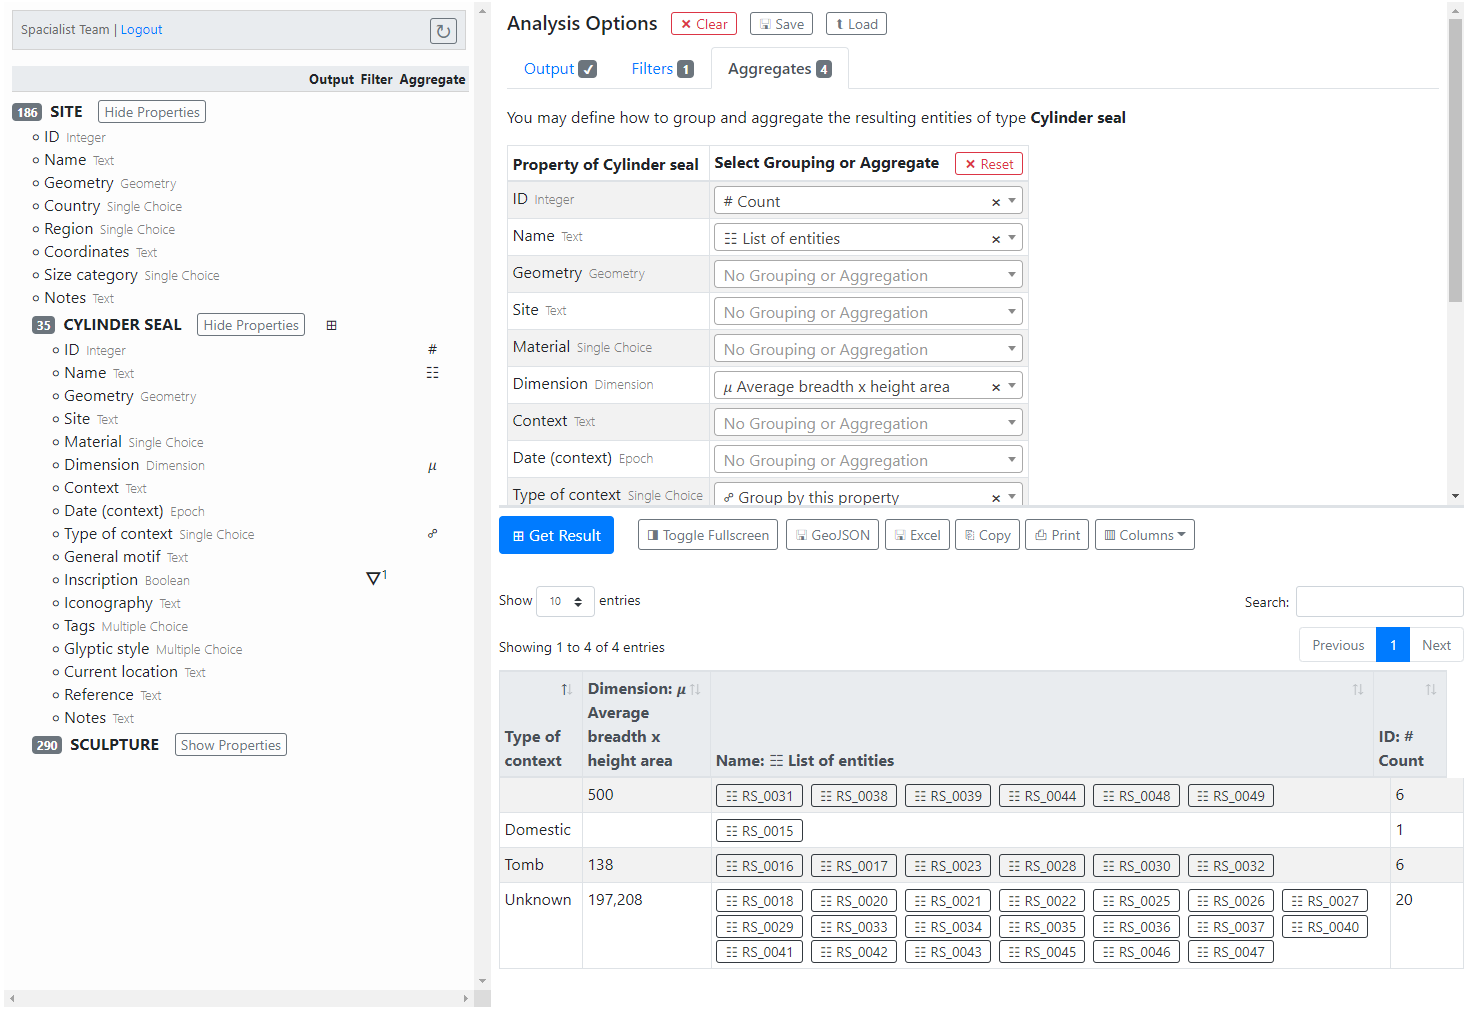 Spacialist Team | Logout
Output Filter Aggregate
186 SITE Hide Properties
ID Integer
Name Text
Geometry Geometry
Country Single Choice
Region Single Choice
Coordinates Text
Size category Single Choice
Notes Text
35 CYLINDER SEAL Hide Properties
ID Integer #
Name Text
Geometry Geometry
Site Text
Material Single Choice
Dimension Dimension μ
Context Text
Date (context) Epoch
Type of context Single Choice
General motif Text
Inscription Boolean 1
Iconography Text
Tags Multiple Choice
Glyptic style Multiple Choice
Current location Text
Reference Text
Notes Text
290 SCULPTURE Show Properties
Analysis Options × Clear Save Load
Output ✓ Filters 1 Aggregates 4
You may define how to group and aggregate the resulting entities of type Cylinder seal
Property of Cylinder seal Select Grouping or Aggregate × Reset
ID Integer # Count ×
Name Text List of entities ×
Geometry Geometry No Grouping or Aggregation
Site Text No Grouping or Aggregation
Material Single Choice No Grouping or Aggregation
Dimension Dimension μ Average breadth x height area ×
Context Text No Grouping or Aggregation
Date (context) Epoch No Grouping or Aggregation
Type of context Single Choice Group by this property ×
Get Result Toggle Fullscreen GeoJSON Excel Copy Print Columns
Show 10 entries Search:
Showing 1 to 4 of 4 entries Previous 1 Next
Type of context
Dimension: μ Average breadth x height area
Name: List of entities
ID: # Count
500 RS_0031 RS_0038 RS_0039 RS_0044 RS_0048 RS_0049 6
Domestic RS_0015 1
Tomb 138 RS_0016 RS_0017 RS_0023 RS_0028 RS_0030 RS_0032 6
Unknown 197,208 RS_0018 RS_0020 RS_0021 RS_0022 RS_0025 RS_0026 RS_0027 20
RS_0029 RS_0033 RS_0034 RS_0035 RS_0036 RS_0037 RS_0040
RS_0041 RS_0042 RS_0043 RS_0045 RS_0046 RS_0047